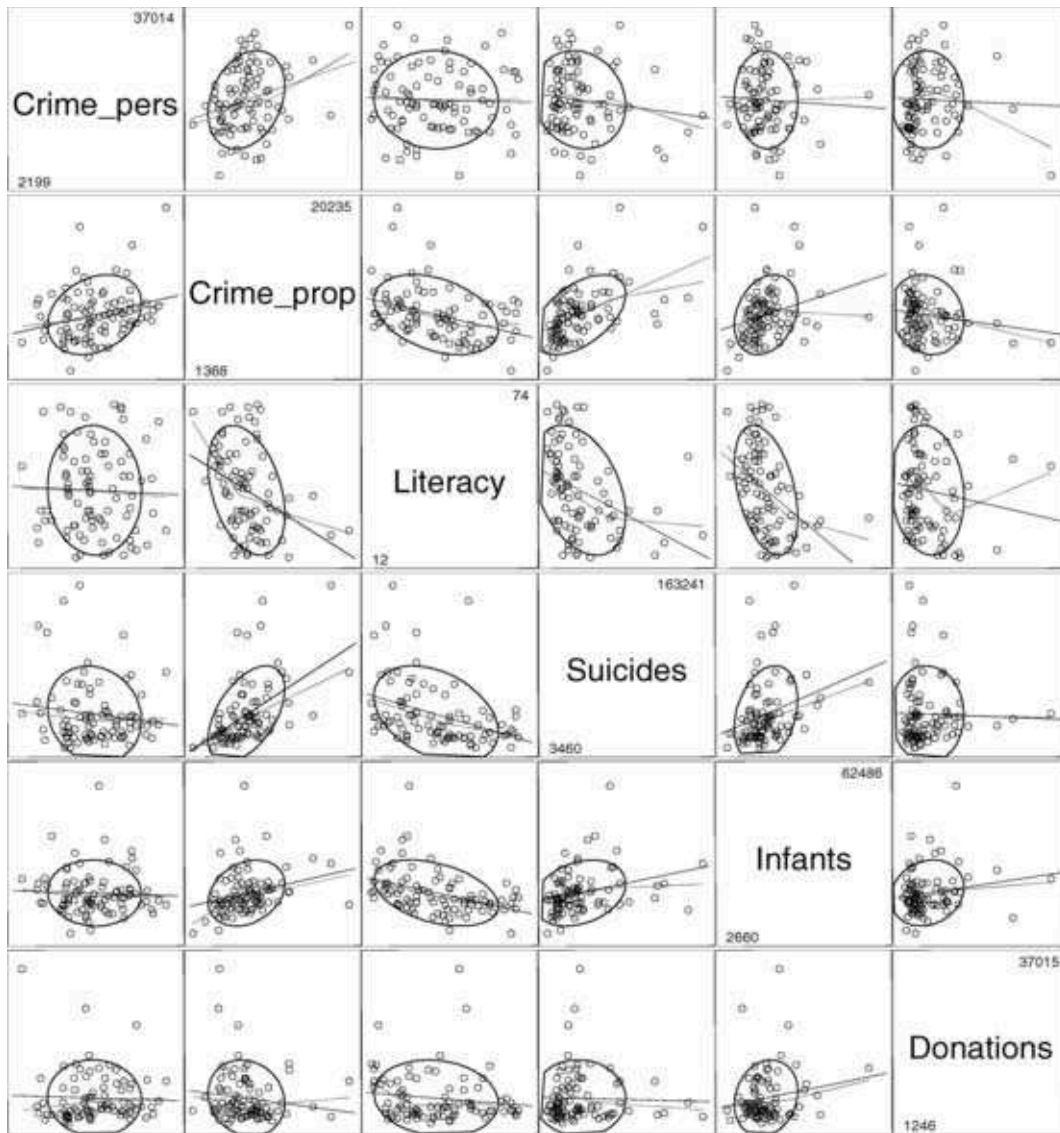 37014
Crime_pers
2199
20235
Crime_prop
1368
74
Literacy
12
163241
Suicides
3460
62486
Infants
2660
37015
Donations
1246